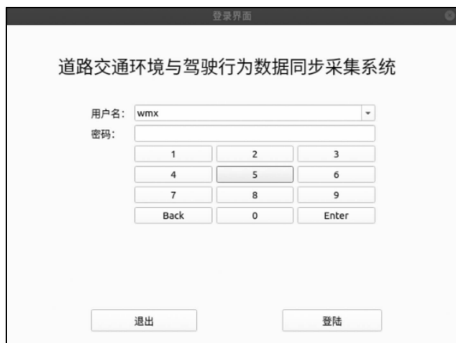 登录界面
道路交通环境与驾驶行为数据同步采集系统
用户名： wmx
密码：
1 2 3
4 5 6
7 8 9
Back 0 Enter
退出 登陆